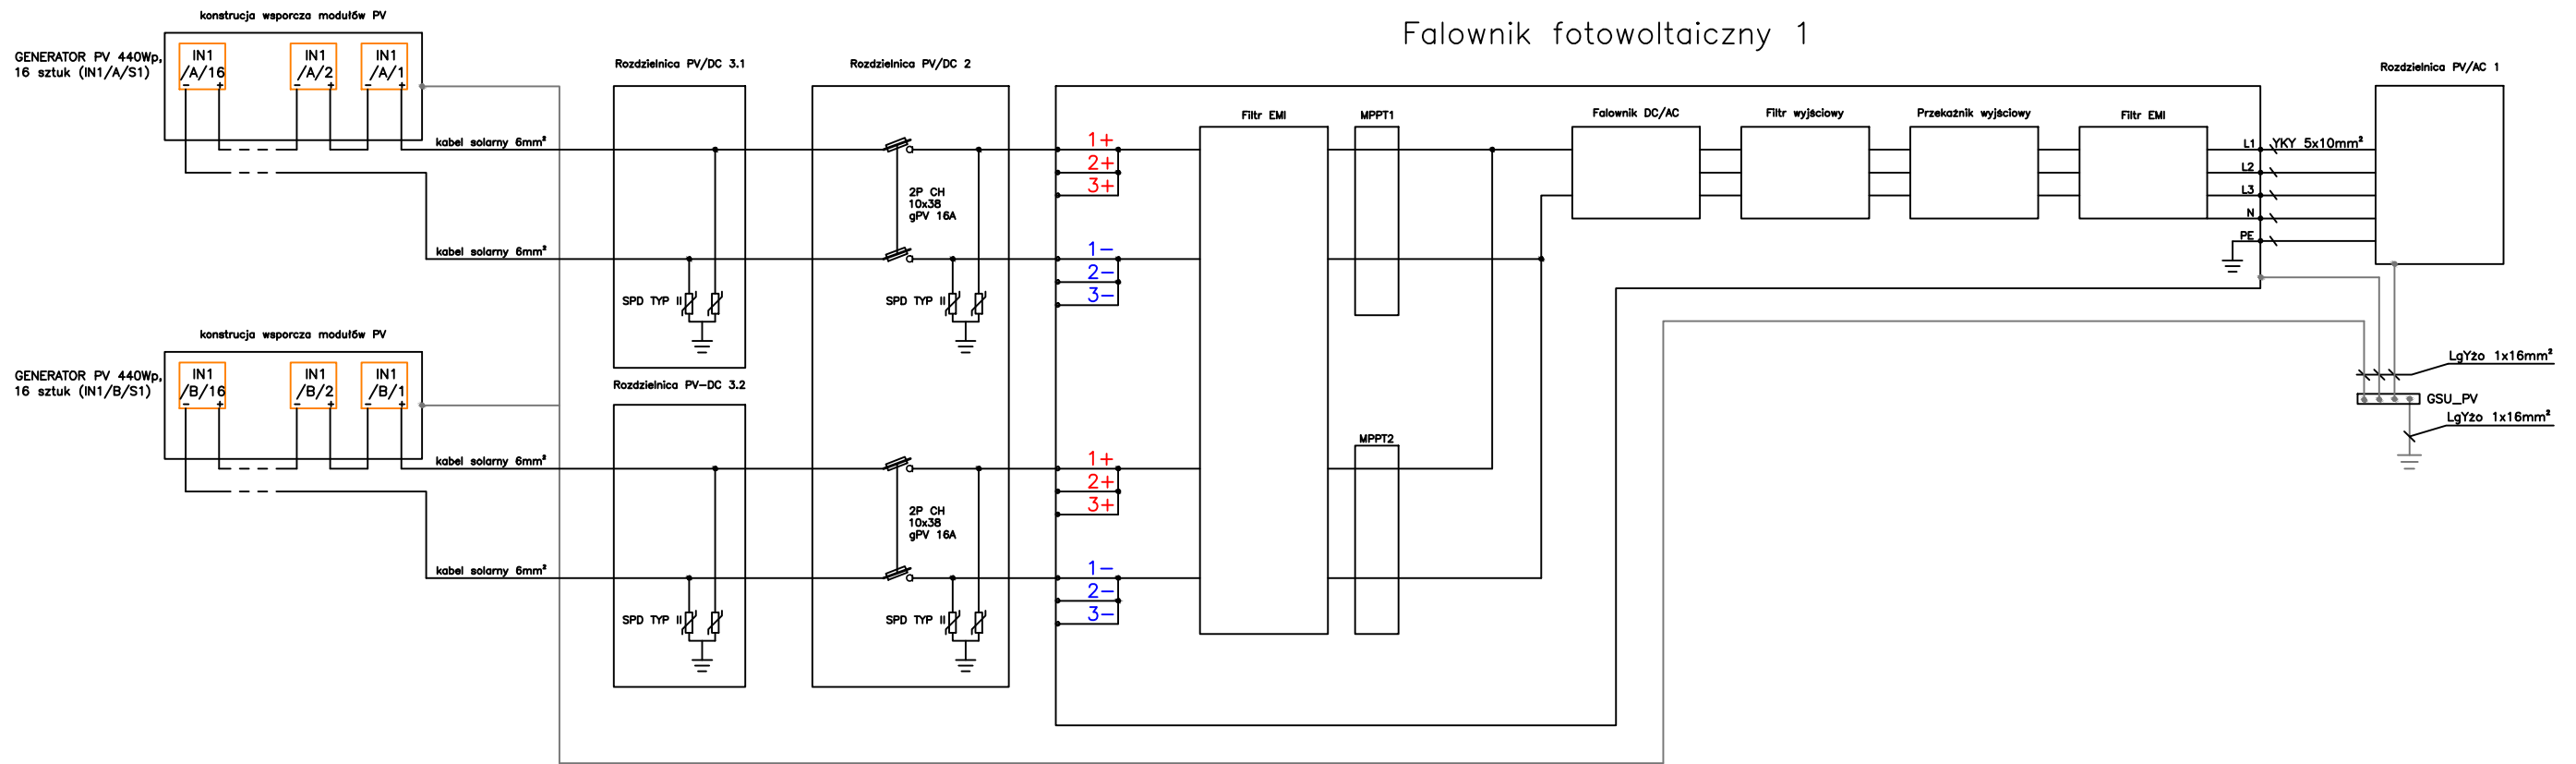 Falownik fotowoltaiczny 1
konstrucja wsporcza modułów PV
GENERATOR PV 440Wp,
16 sztuk (IN1/A/S1)
IN1
/A/16
- +
IN1
/A/2
- +
IN1
/A/1
- +
kabel solarny 6mm²
kabel solarny 6mm²
Rozdzielnica PV/DC 3.1
SPD TYP II
Rozdzielnica PV/DC 2
2P CH
10x38
gPV 16A
SPD TYP II
1+
2+
3+
1-
2-
3-
Filtr EMI
MPPT1
Falownik DC/AC
Filtr wyjściowy
Przekaźnik wyjściowy
Filtr EMI
L1
L2
L3
N
PE
YKY 5x10mm²
Rozdzielnica PV/AC 1
konstrucja wsporcza modułów PV
GENERATOR PV 440Wp,
16 sztuk (IN1/B/S1)
IN1
/B/16
- +
IN1
/B/2
- +
IN1
/B/1
- +
kabel solarny 6mm²
kabel solarny 6mm²
Rozdzielnica PV-DC 3.2
SPD TYP II
2P CH
10x38
gPV 16A
SPD TYP II
1+
2+
3+
1-
2-
3-
MPPT2
LgYżo 1x16mm²
GSU_PV
LgYżo 1x16mm²